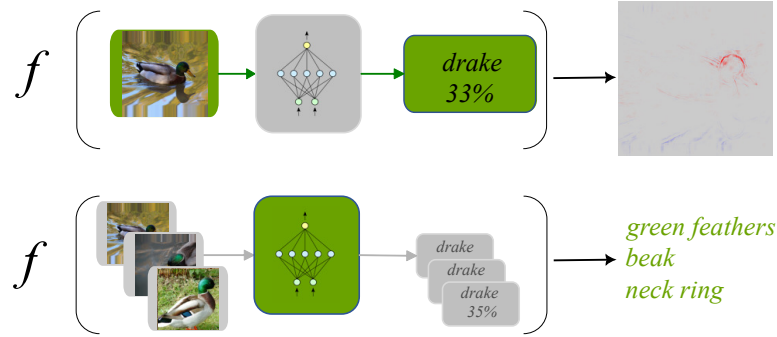 f
drake
33%
f
drake
drake
drake
35%
green feathers
beak
neck ring